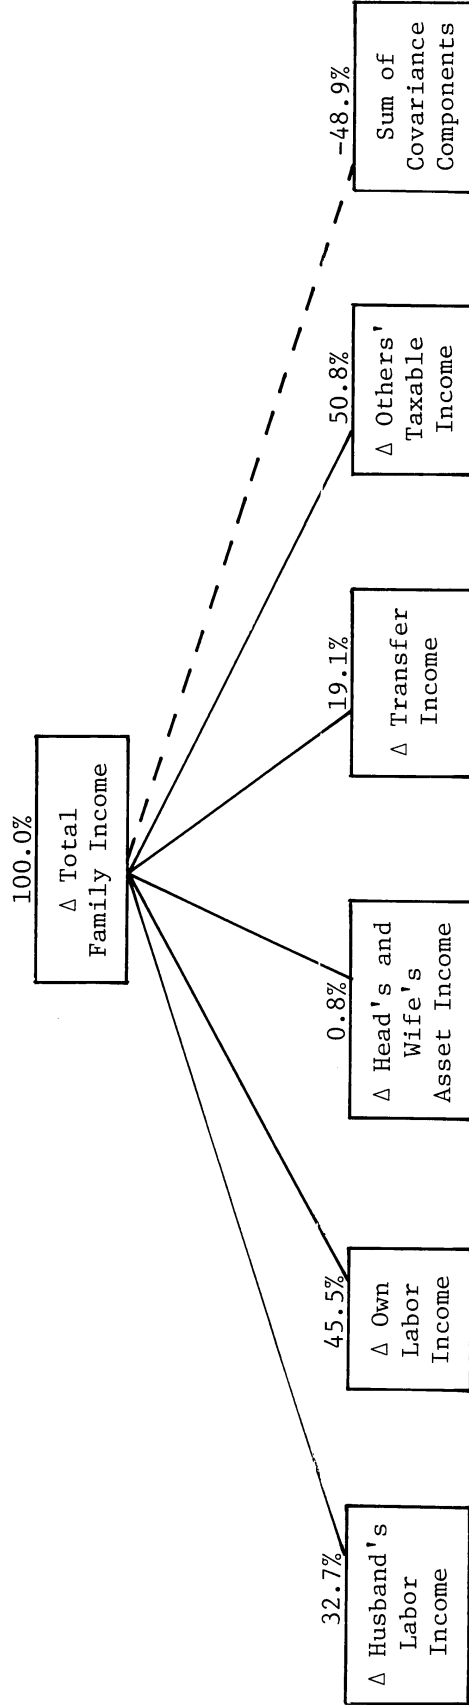 100.0%
Δ Total
Family Income
32.7%
Δ Husband's
Labor
Income
45.5%
Δ Own
Labor
Income
0.8%
Δ Head's and
Wife's
Asset Income
19.1%
Δ Transfer
Income
50.8%
Δ Others'
Taxable
Income
-48.9%
Sum of
Covariance
Components